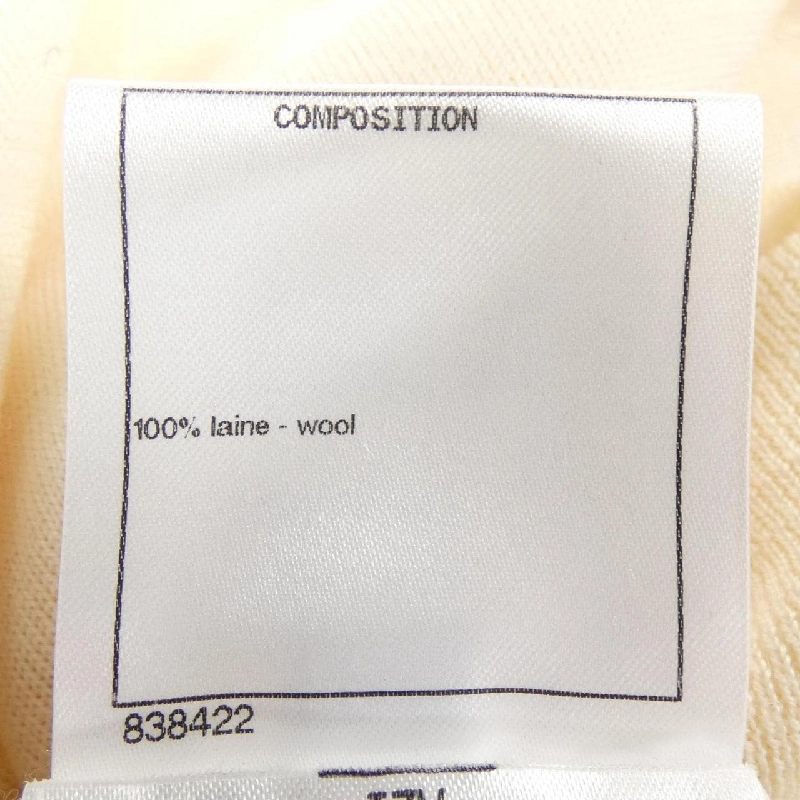 COMPOSITION
100% laine - wool
838422